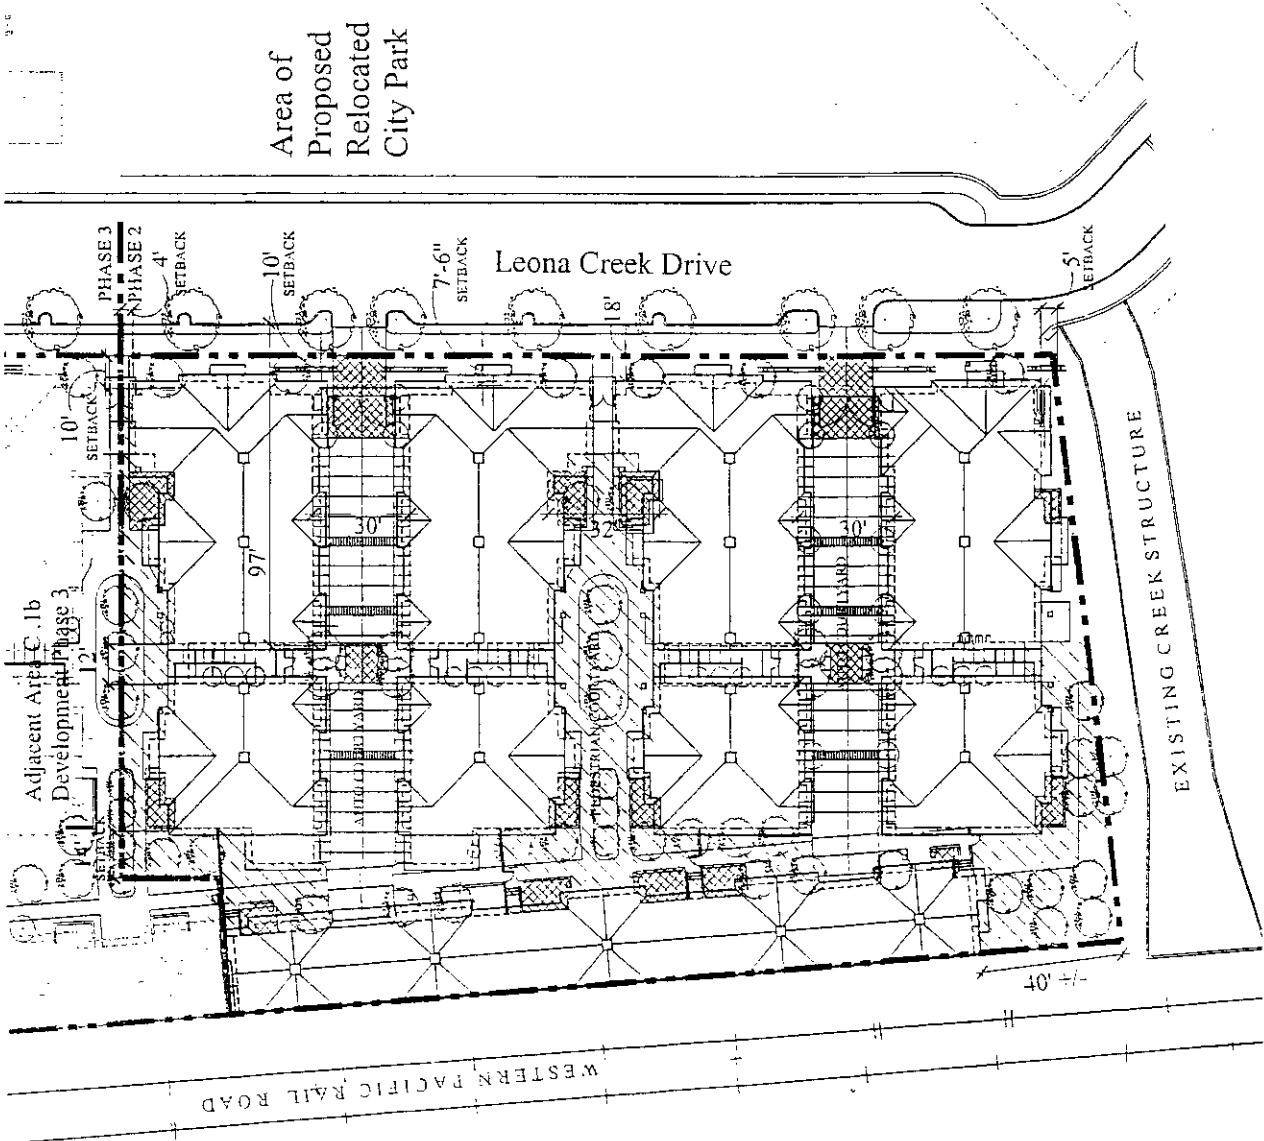 Area of
Proposed
Relocated
City Park
PHASE 3
PHASE 2
4'
SETBACK
10'
SETBACK
7'-6"
SETBACK
Leona Creek Drive
18'
5'
ETBACK
10'
SETBACK
30'
32'
30'
97'
Adjacent Area C .1b
Development Phase 3
12'
SETBACK
EXISTING CREEK STRUCTURE
40' +/-
WESTERN PACIFIC RAIL ROAD